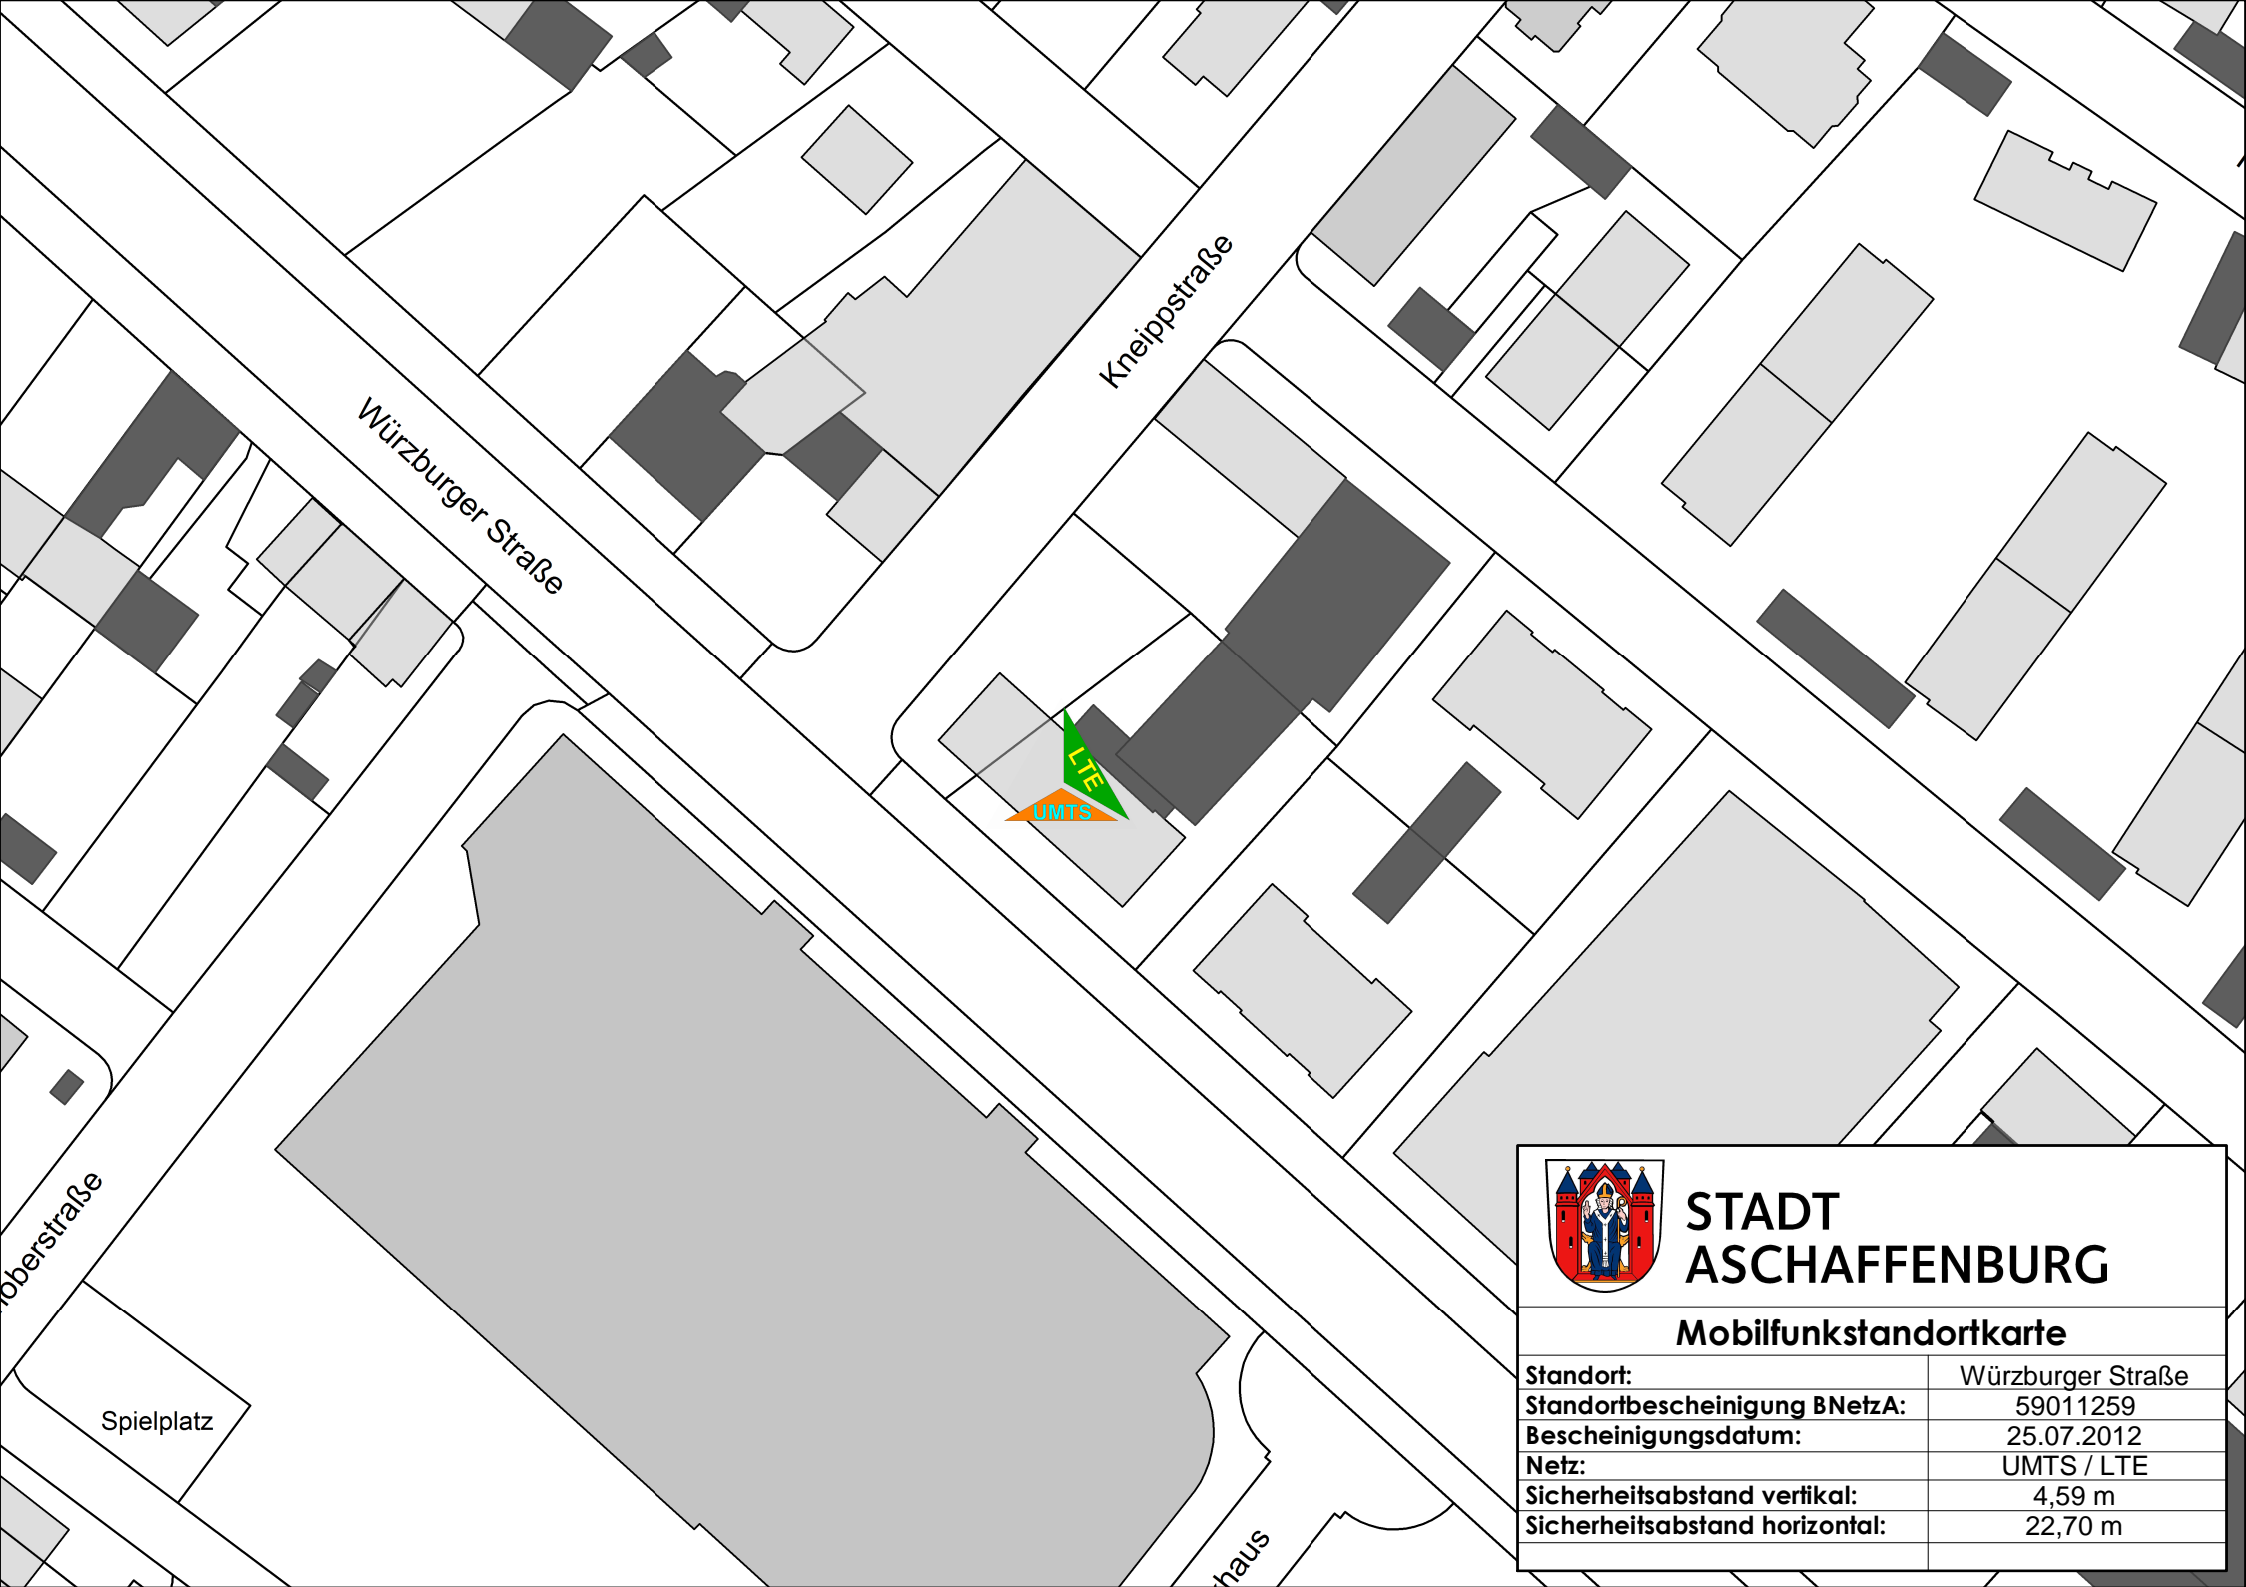 Kneippstraße
Würzburger Straße
LTE
UMTS
Spielplatz
STADT
ASCHAFFENBURG
Mobilfunkstandortkarte
Standort: Würzburger Straße
Standortbescheinigung BNetzA: 59011259
Bescheinigungsdatum: 25.07.2012
Netz: UMTS / LTE
Sicherheitsabstand vertikal: 4,59 m
Sicherheitsabstand horizontal: 22,70 m